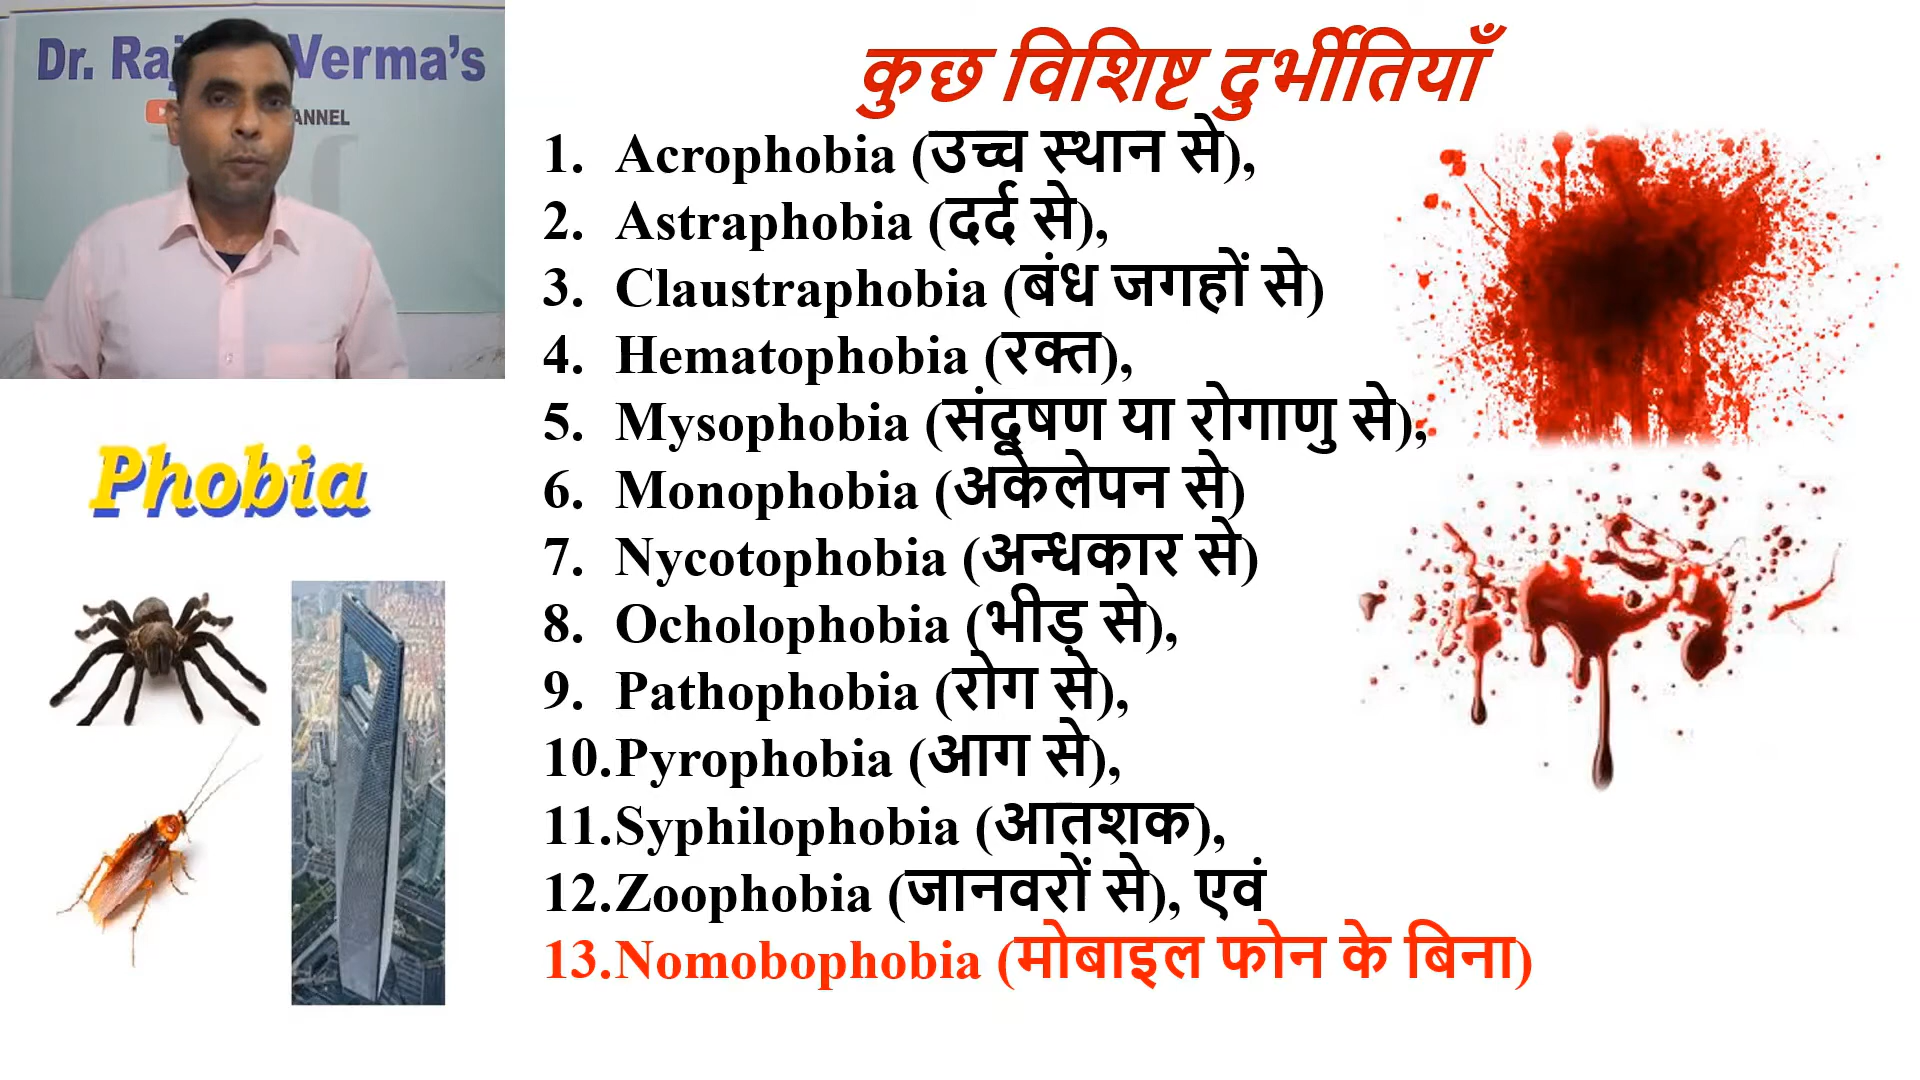 Dr. Verma's
कुछ विशिष्ट दुर्भीतियाँ
1. Acrophobia (उच्च स्थान से),
2. Astraphobia (दर्द से),
3. Claustraphobia (बंध जगहों से)
4. Hematophobia (रक्त),
5. Mysophobia (संदूषण या रोगाणु से),
6. Monophobia (अकेलेपन से)
7. Nycotophobia (अन्धकार से)
8. Ocholophobia (भीड़ से),
9. Pathophobia (रोग से),
10.Pyrophobia (आग से),
11.Syphilophobia (आतशक),
12.Zoophobia (जानवरों से), एवं
13.Nomobophobia (मोबाइल फोन के बिना)
Phobia